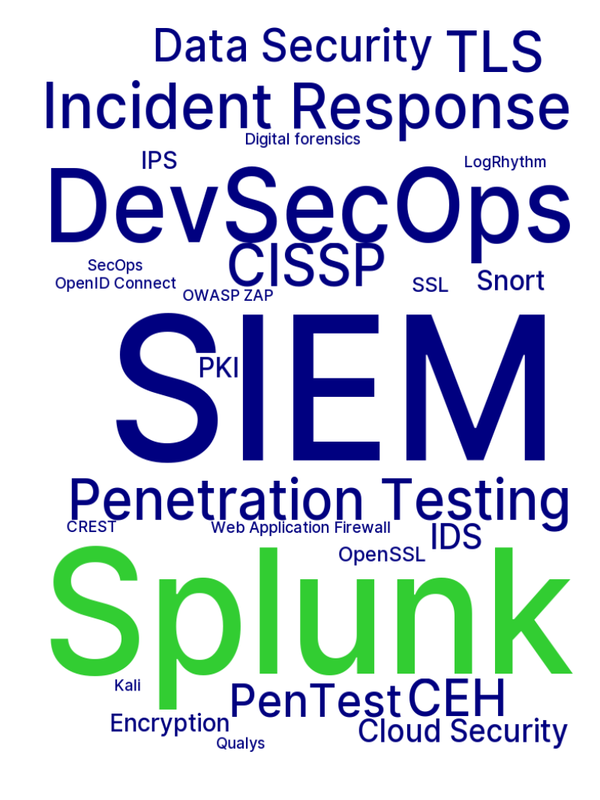 Data Security TLS
Incident Response
Digital forensics
IPS LogRhythm
DevSecOps
CISSP
SecOps
OpenID Connect SSL Snort
OWASP ZAP
SIEM
PKI
Penetration Testing
CREST Web Application Firewall IDS
OpenSSL
Splunk
Kali PenTest CEH
Encryption Cloud Security
Qualys